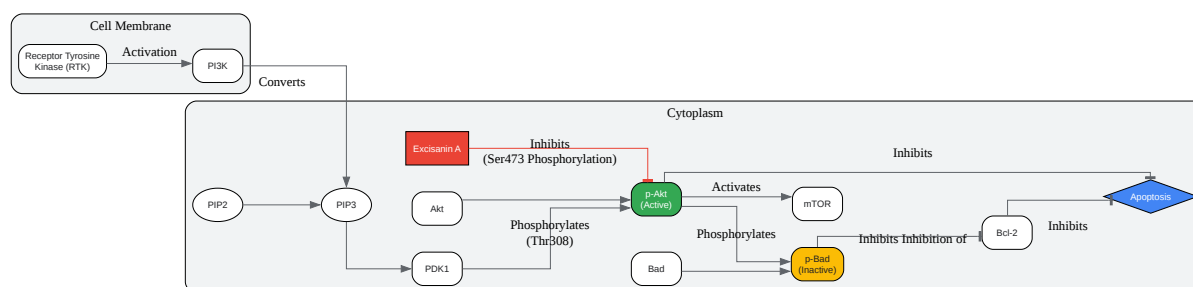 Cell Membrane
Receptor Tyrosine
Kinase (RTK)
Activation
PI3K
Converts
Cytoplasm
Excisanin A
Inhibits
(Ser473 Phosphorylation)
Inhibits
PIP2
PIP3
Akt
p-Akt
(Active)
Activates
mTOR
Apoptosis
Phosphorylates
(Thr308)
Phosphorylates
Inhibits Inhibition of
Bcl-2
Inhibits
PDK1
Bad
p-Bad
(Inactive)